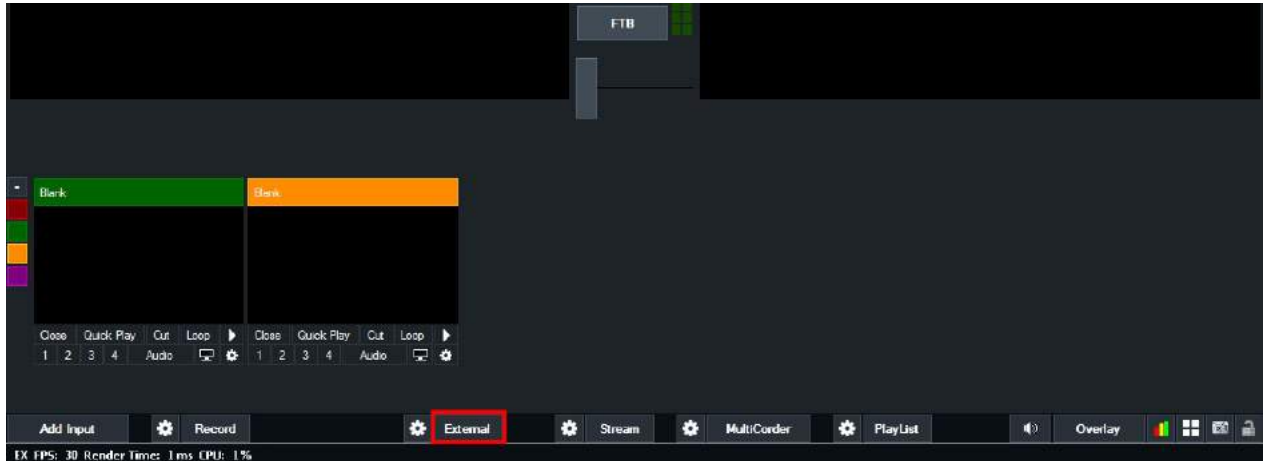 FTB
Blank Blank
Close Quick Play Cut Loop Close Quick Play Cut Loop
1 2 3 4 Audio 1 2 3 4 Audio
Add Input Record External Stream MultiCorder PlayList Overlay
EX FPS: 30 Render Time: 1 ms CPU: 1%